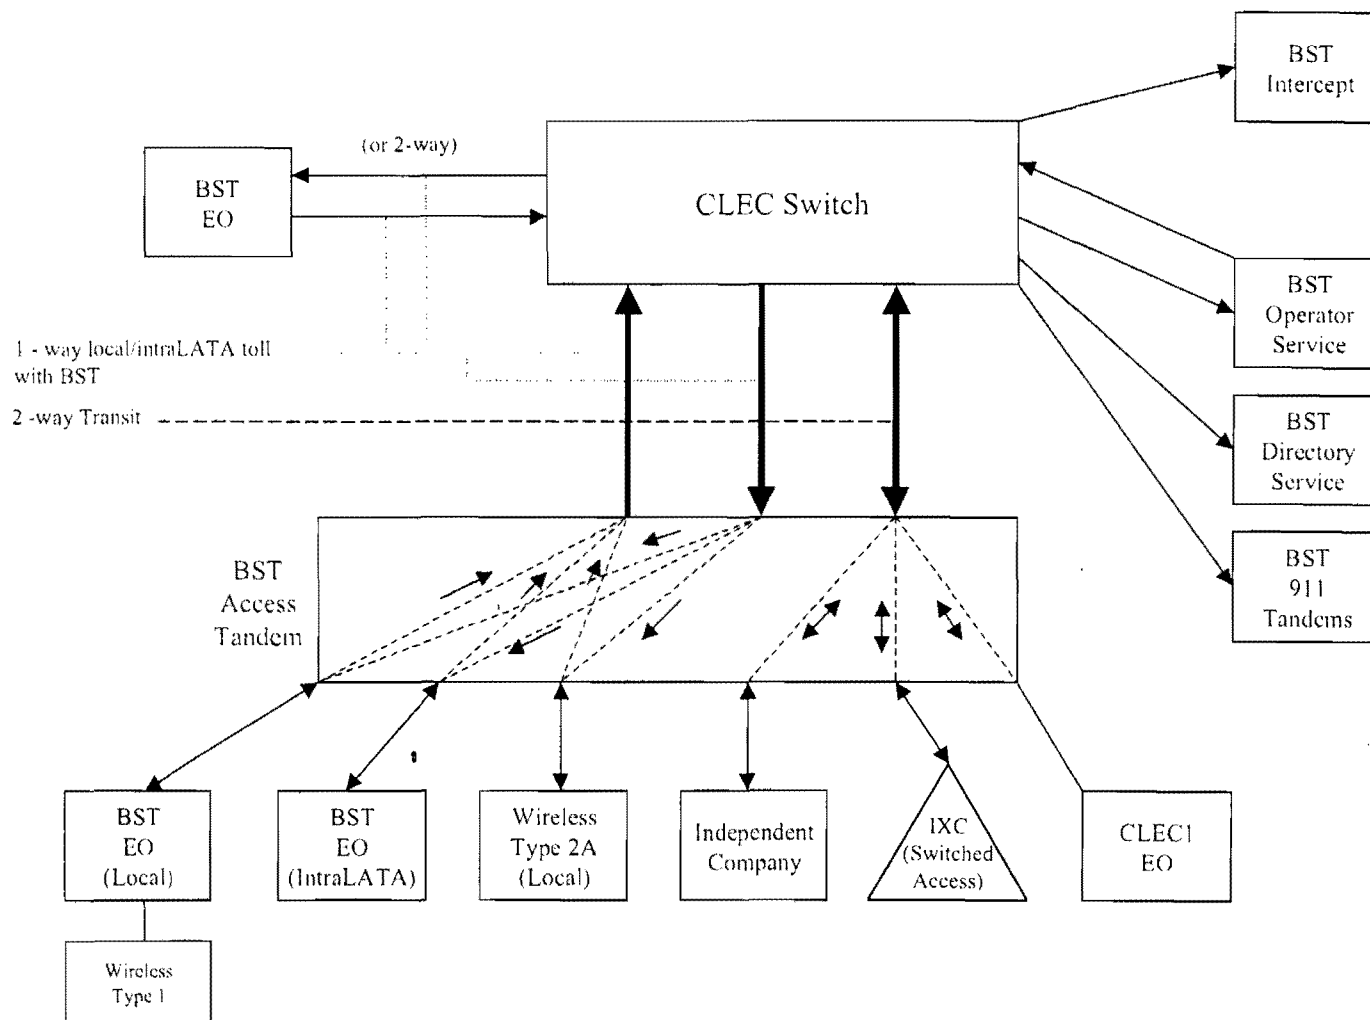 BST
Intercept
(or 2-way)
BST
EO
CLEC Switch
BST
Operator
Service
1 - way local/intraLATA toll
with BST
2 -way Transit
BST
Directory
Service
BST
911
Tandems
BST
Access
Tandem
BST
EO
(Local)
BST
EO
(IntraLATA)
Wireless
Type 2A
(Local)
Independent
Company
IXC
(Switched
Access)
CLEC1
EO
Wireless
Type 1